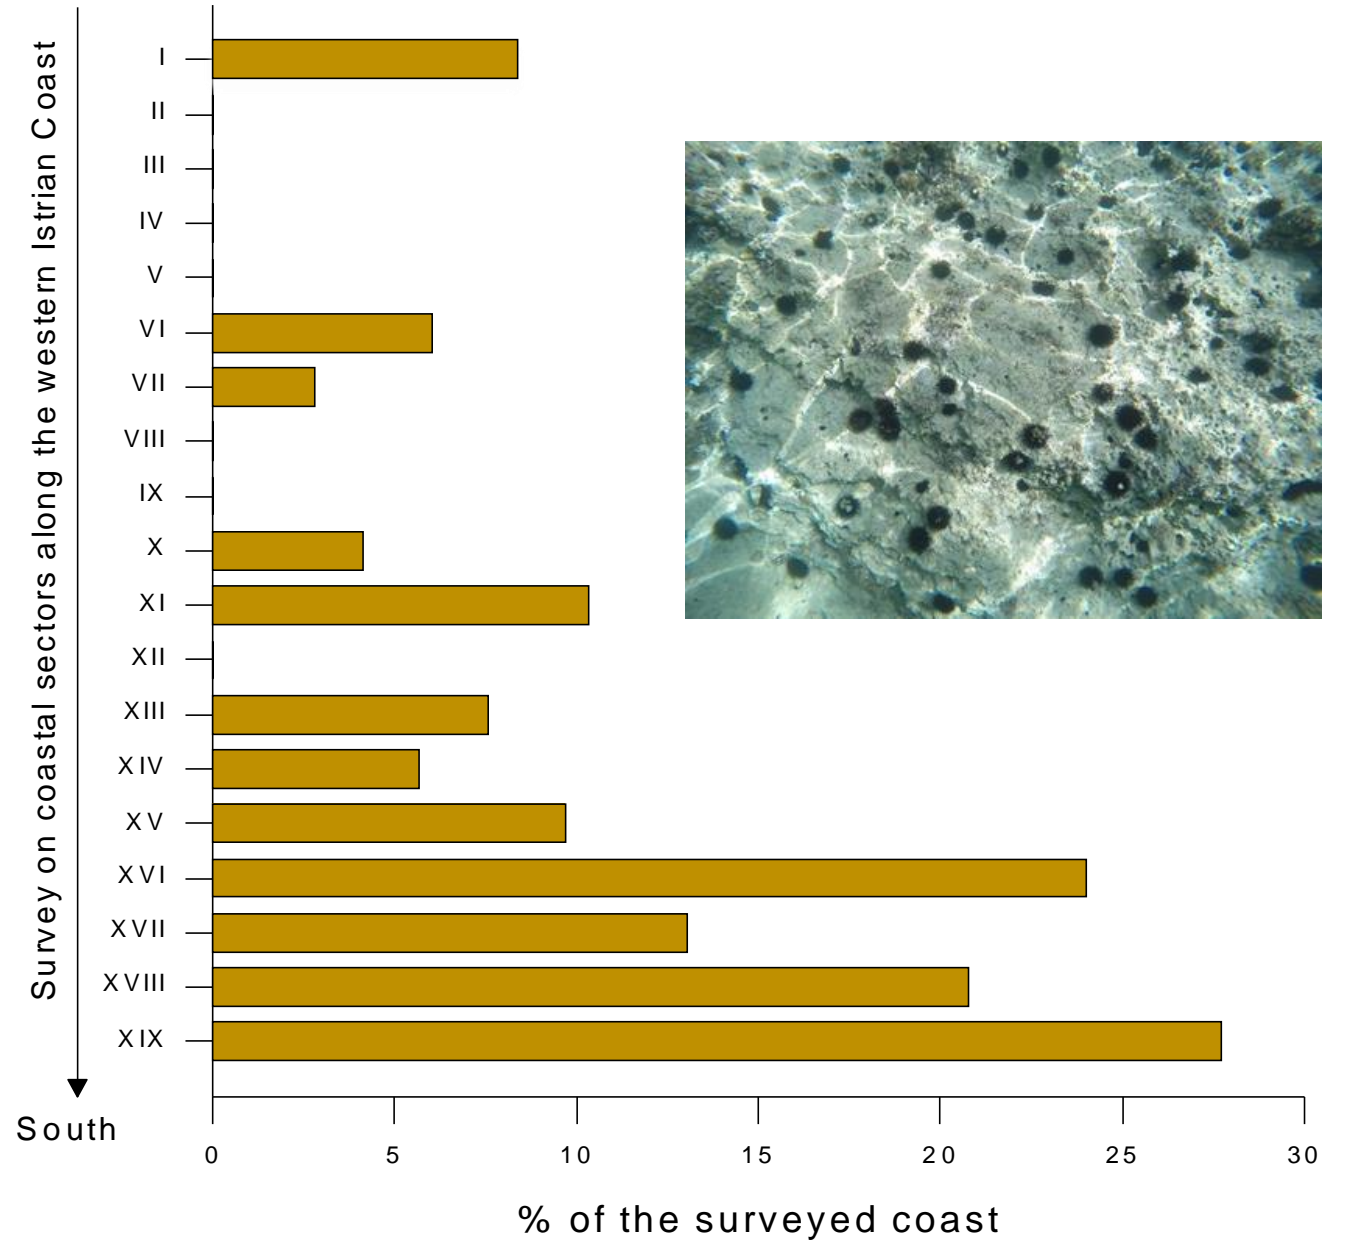 Survey on coastal sectors along the western Istrian Coast
I
II
III
IV
V
VI
VII
VIII
IX
X
XI
XII
XIII
XIV
XV
XVI
XVII
XVIII
XIX
South
0 5 10 15 20 25 30
% of the surveyed coast